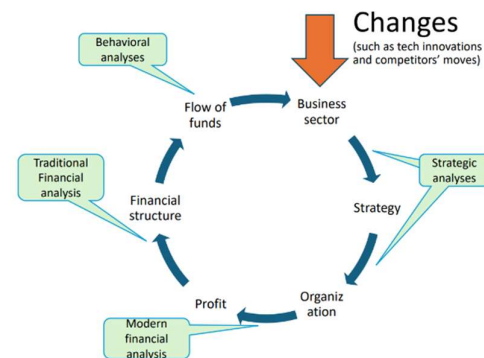 Changes
(such as tech innovations
and competitors’ moves)
Behavioral
analyses
Flow of
funds
Business
sector
Traditional
Financial
analysis
Strategic
analyses
Financial
structure
Strategy
Profit
Organiz
ation
Modern
financial
analysis